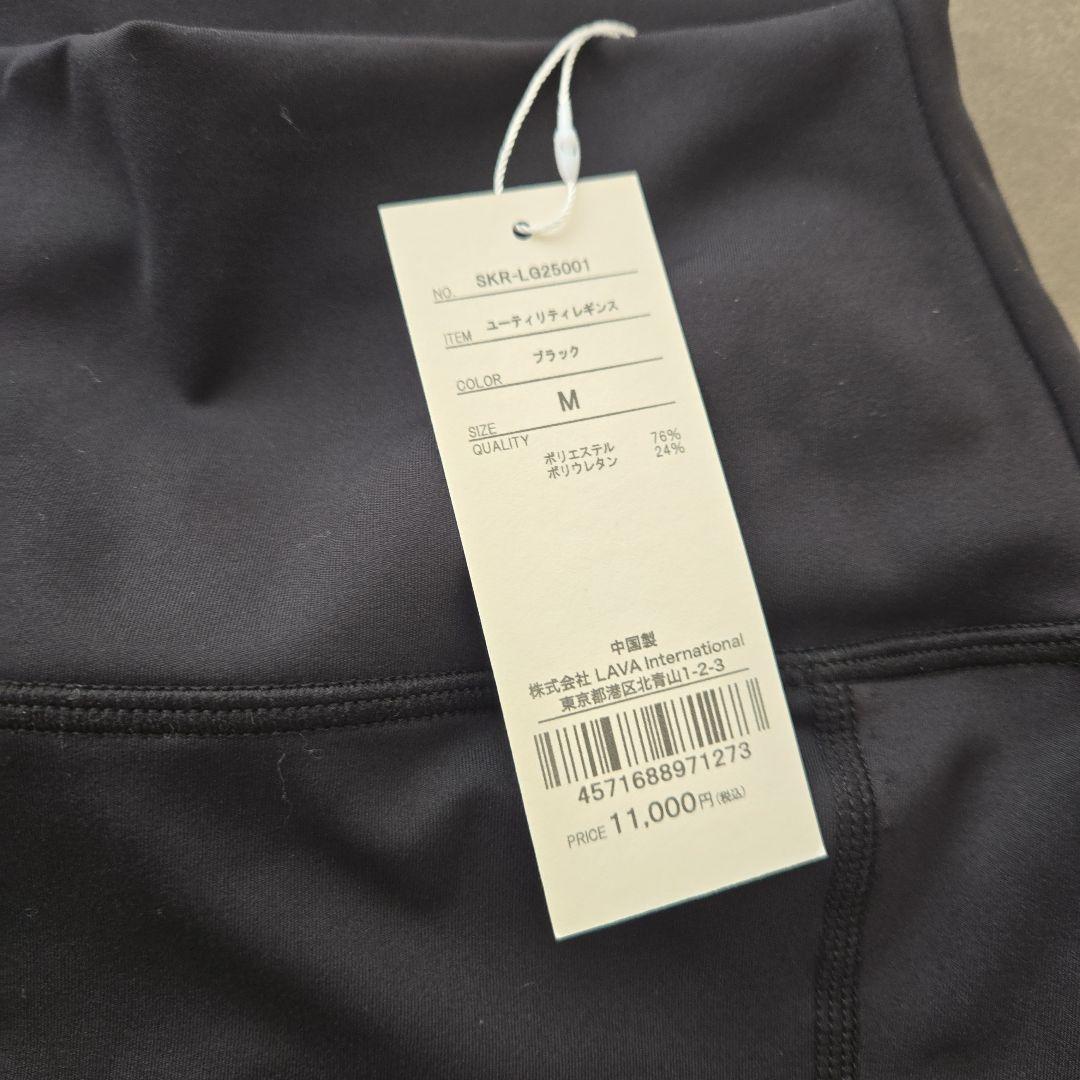 NO. SKR-LG25001
ITEM ユーティリティレギンス
COLOR ブラック
SIZE M
QUALITY
ポリエステル 76%
ポリウレタン 24%
中国製
株式会社 LAVA International
東京都港区北青山1-2-3
4571688971273
PRICE 11,000円(税込)